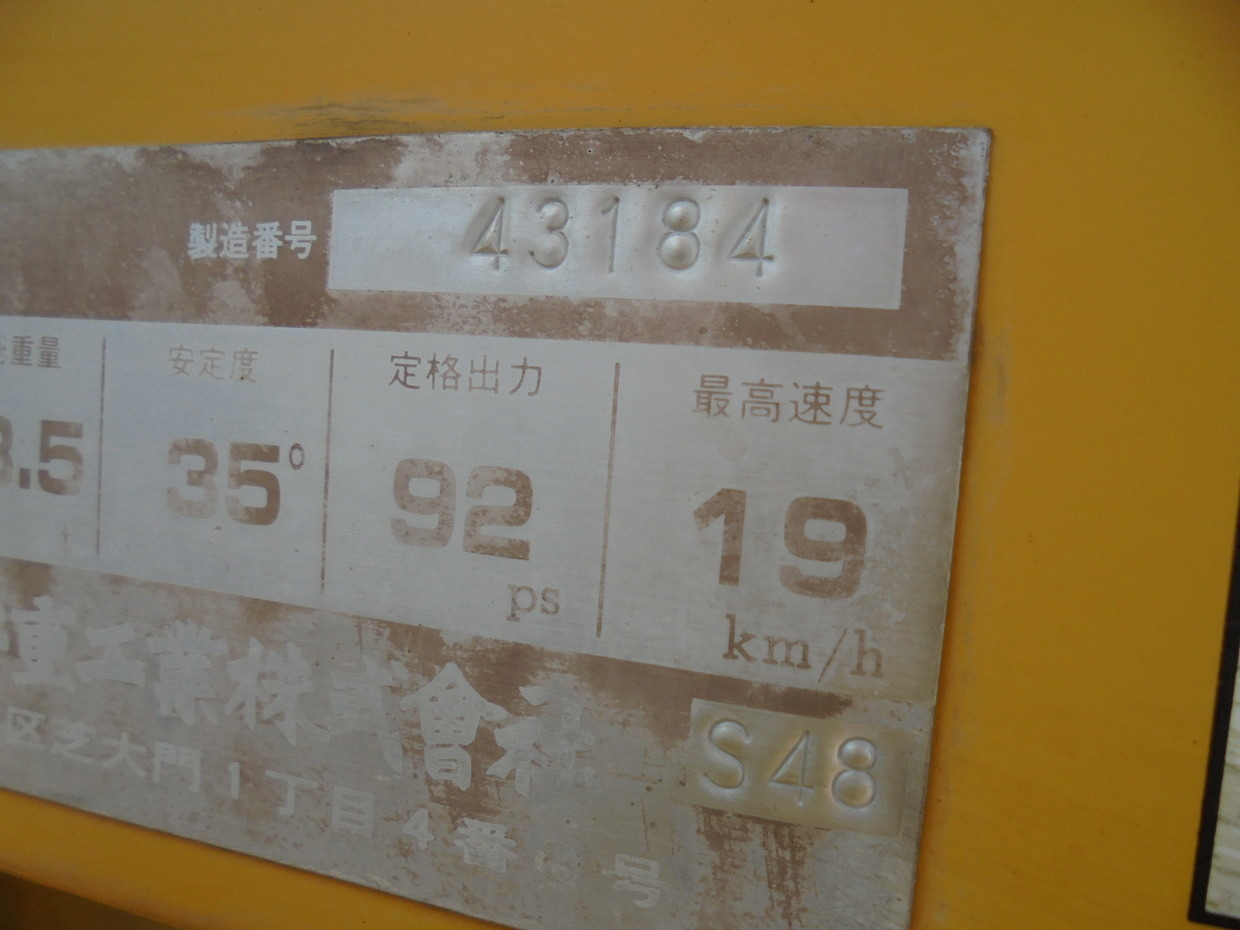 製造番号 43184
重量 安定度 定格出力 最高速度
.5 35° 92 19
t ps km/h
重工業株式會社 S48
区芝大門1丁目4番 号